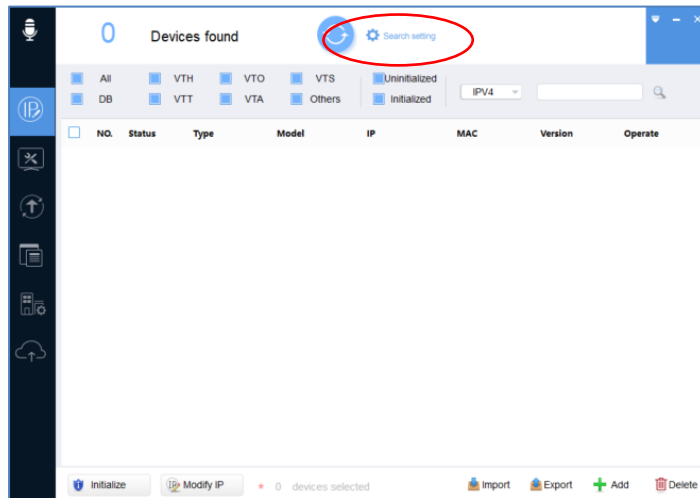 0 Devices found Search setting
All VTH VTO VTS Uninitialized
DB VTT VTA Others Initialized
IPV4
NO. Status Type Model IP MAC Version Operate
IP
Initialize Modify IP * 0 devices selected Import Export Add Delete